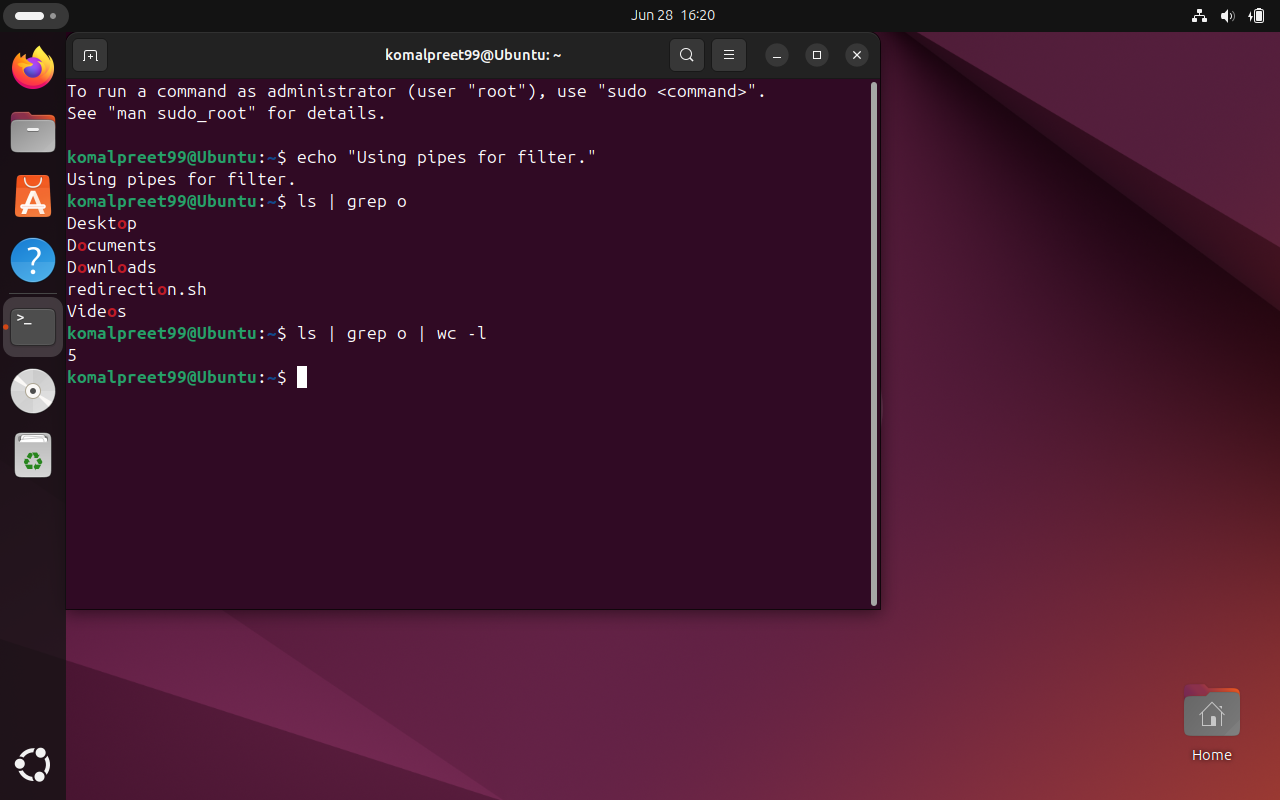 Jun 28 16:20
komalpreet99@Ubuntu: ~
To run a command as administrator (user "root"), use "sudo <command>".
See "man sudo_root" for details.
komalpreet99@Ubuntu:~$ echo "Using pipes for filter."
Using pipes for filter.
komalpreet99@Ubuntu:~$ ls | grep o
Desktop
Documents
Downloads
redirection.sh
Videos
komalpreet99@Ubuntu:~$ ls | grep o | wc -l
5
komalpreet99@Ubuntu:~$
Home